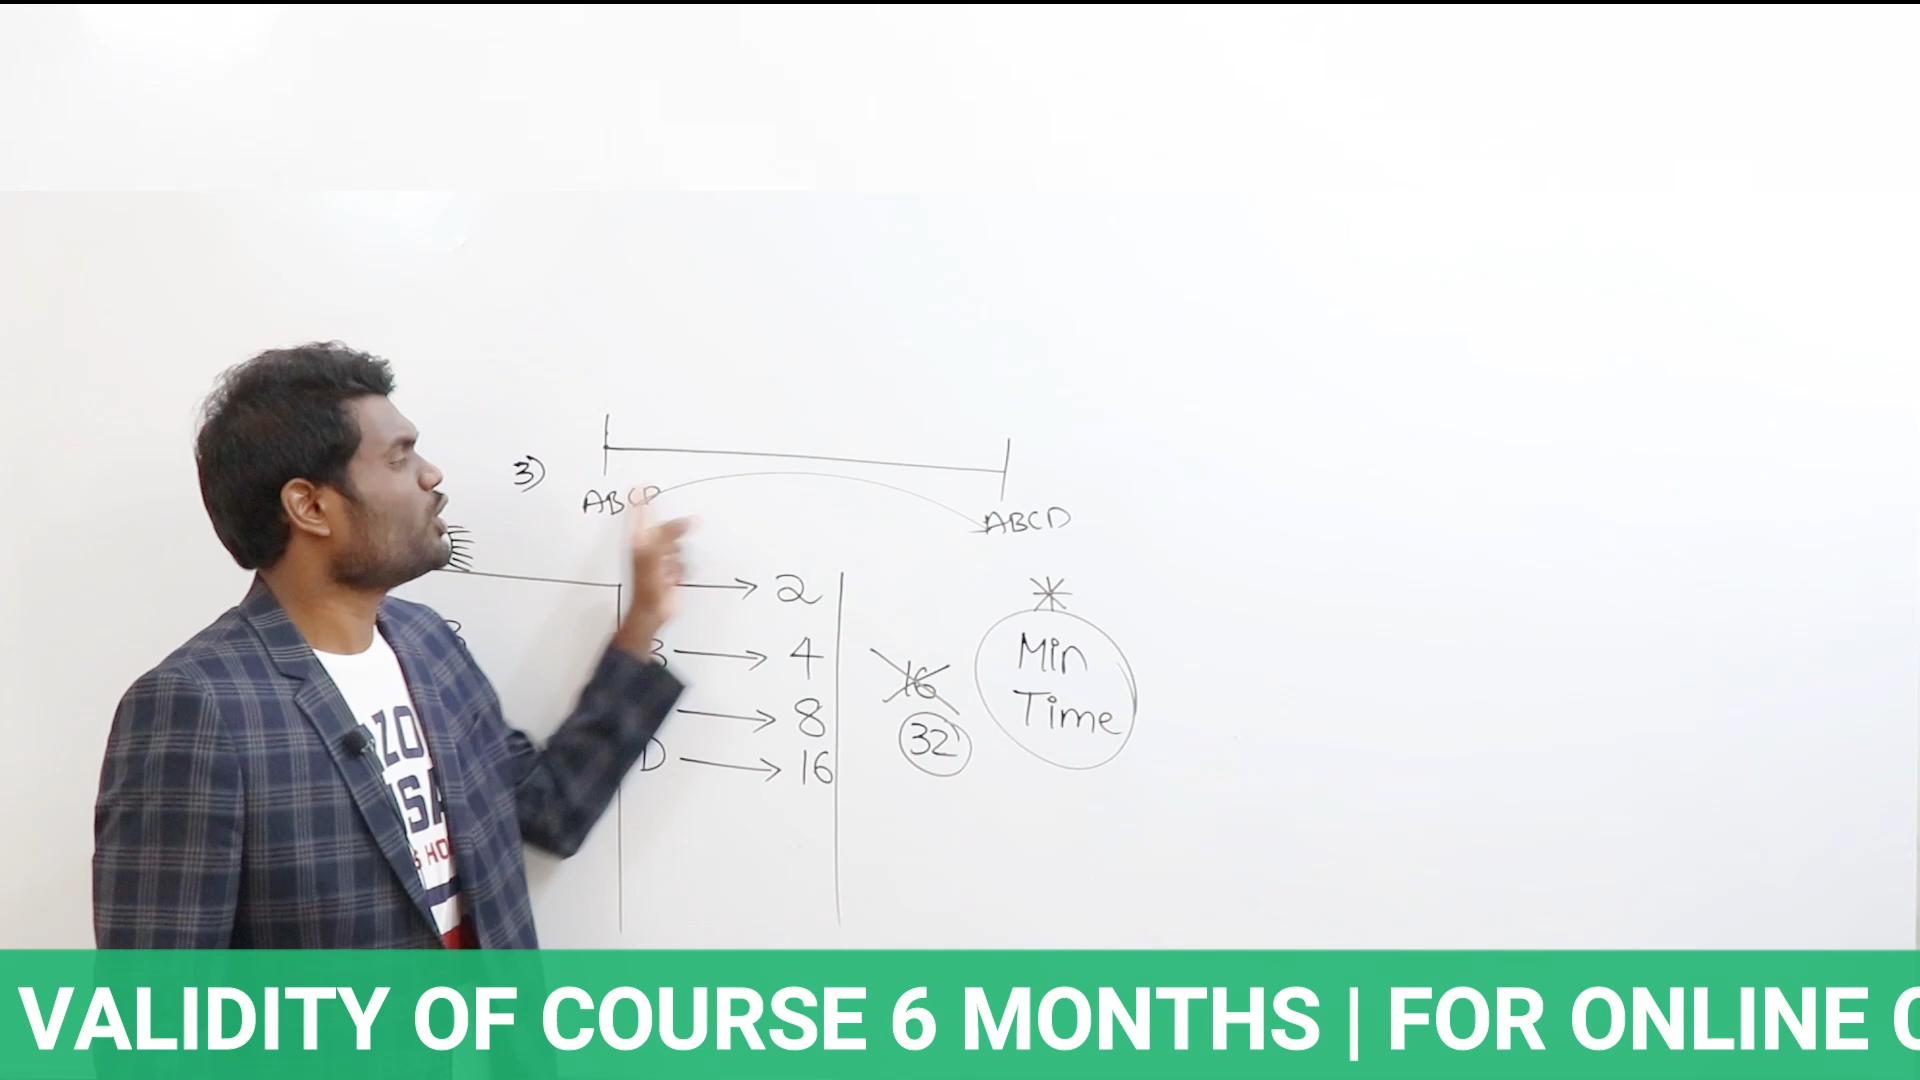 3)
ABCD
ABCD
→ 2
B → 4
→ 8
D → 16
16
32
*
Min
Time
VALIDITY OF COURSE 6 MONTHS | FOR ONLINE